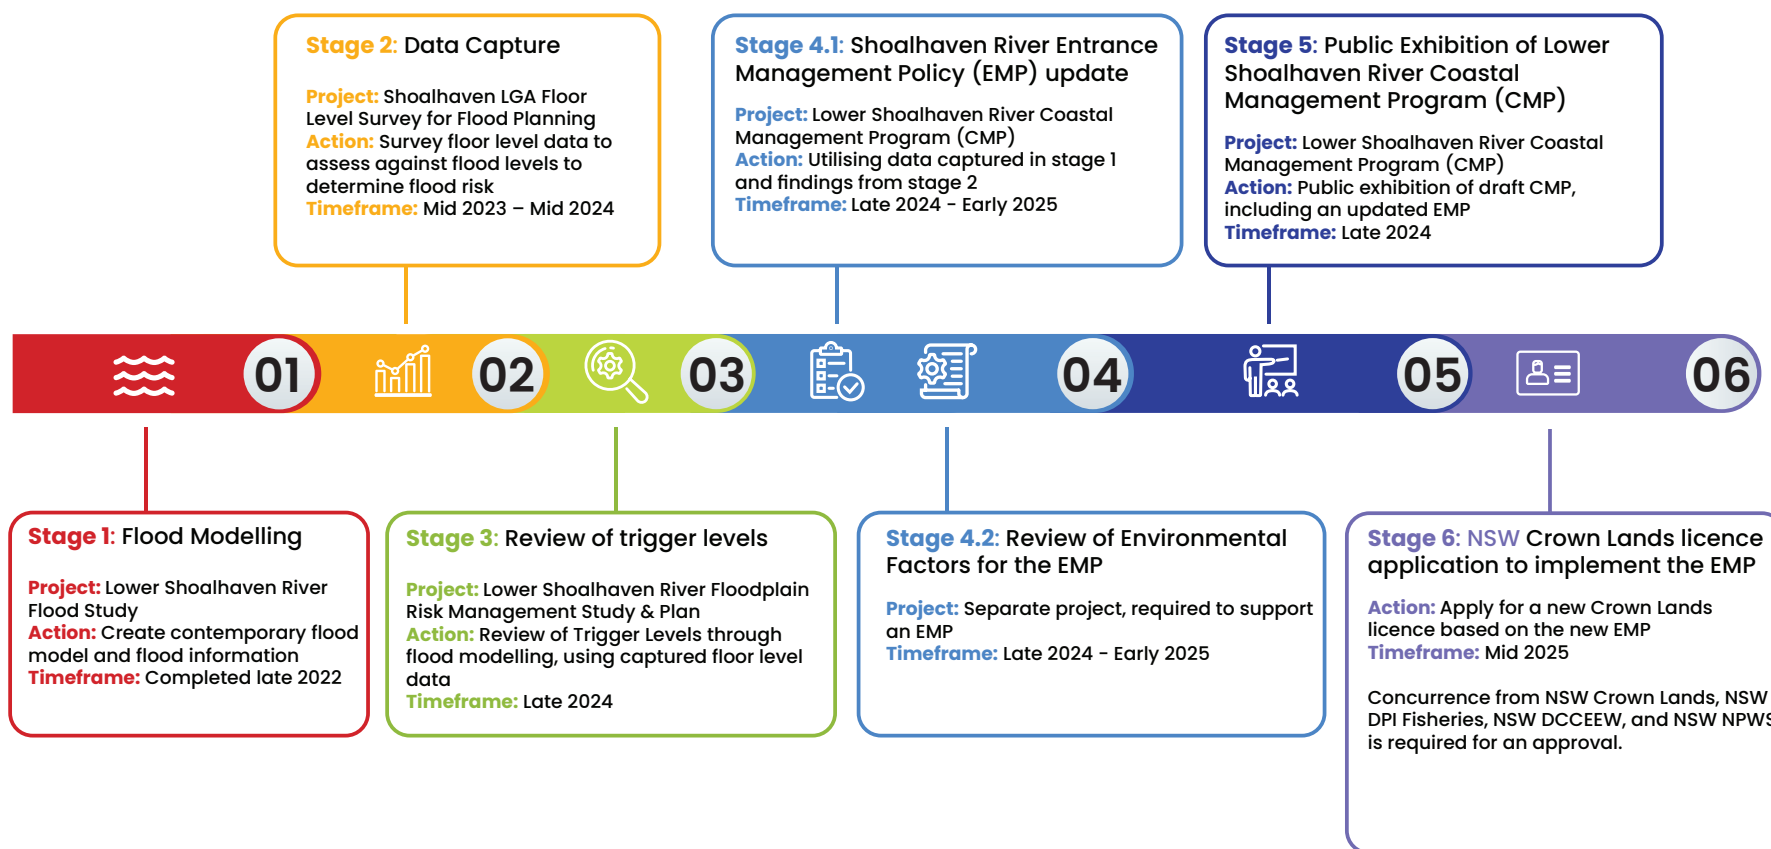 Stage 2: Data Capture
Project: Shoalhaven LGA Floor
Level Survey for Flood Planning
Action: Survey floor level data to
assess against flood levels to
determine flood risk
Timeframe: Mid 2023 – Mid 2024
Stage 4.1: Shoalhaven River Entrance
Management Policy (EMP) update
Project: Lower Shoalhaven River Coastal
Management Program (CMP)
Action: Utilising data captured in stage 1
and findings from stage 2
Timeframe: Late 2024 - Early 2025
Stage 5: Public Exhibition of Lower
Shoalhaven River Coastal
Management Program (CMP)
Project: Lower Shoalhaven River Coastal
Management Program (CMP)
Action: Public exhibition of draft CMP,
including an updated EMP
Timeframe: Late 2024
01
02
03
04
05
06
Stage 1: Flood Modelling
Project: Lower Shoalhaven River
Flood Study
Action: Create contemporary flood
model and flood information
Timeframe: Completed late 2022
Stage 3: Review of trigger levels
Project: Lower Shoalhaven River Floodplain
Risk Management Study & Plan
Action: Review of Trigger Levels through
flood modelling, using captured floor level
data
Timeframe: Late 2024
Stage 4.2: Review of Environmental
Factors for the EMP
Project: Separate project, required to support
an EMP
Timeframe: Late 2024 - Early 2025
Stage 6: NSW Crown Lands licence
application to implement the EMP
Action: Apply for a new Crown Lands
licence based on the new EMP
Timeframe: Mid 2025
Concurrence from NSW Crown Lands, NSW
DPI Fisheries, NSW DCCEEW, and NSW NPWS
is required for an approval.